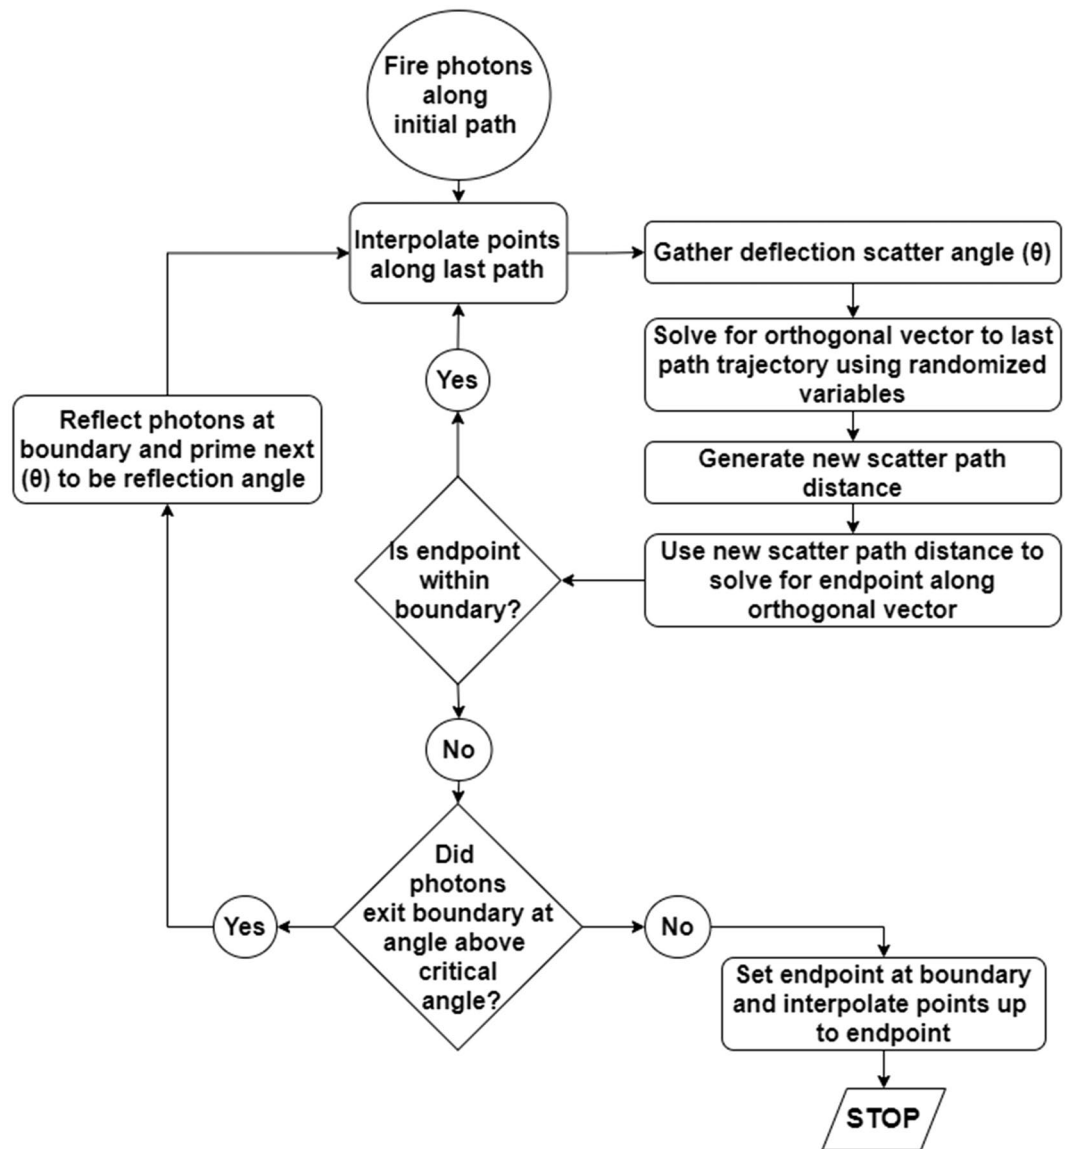 Fire photons
along
initial path
Interpolate points
along last path
Gather deflection scatter angle (θ)
Solve for orthogonal vector to last
path trajectory using randomized
variables
Generate new scatter path
distance
Use new scatter path distance to
solve for endpoint along
orthogonal vector
Is endpoint
within
boundary?
Yes
Reflect photons at
boundary and prime next
(θ) to be reflection angle
No
Did
photons
exit boundary at
angle above
critical
angle?
Yes
No
Set endpoint at boundary
and interpolate points up
to endpoint
STOP